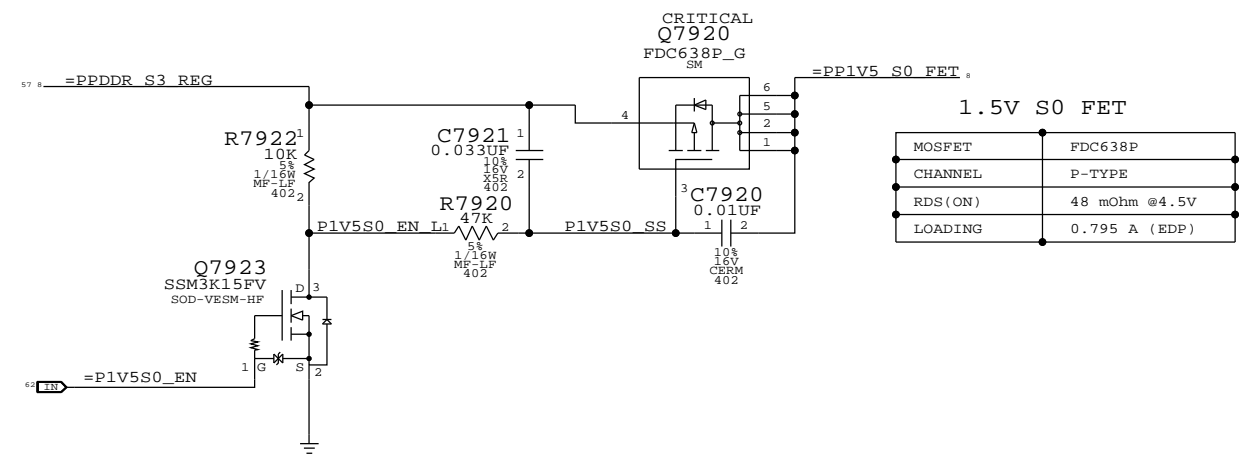 CRITICAL
Q7920
FDC638P_G
SM
57 8
=PPDDR_S3_REG
=PP1V5_S0_FET
8
6
5
2
1
4
3
1.5V S0 FET
MOSFET FDC638P
CHANNEL P-TYPE
RDS(ON) 48 mOhm @4.5V
LOADING 0.795 A (EDP)
R7922
1
10K
5%
1/16W
MF-LF
402
2
C7921
1
0.033UF
10%
16V
X5R
402
2
R7920
47K
P1V5S0_EN_L
1
2
5%
1/16W
MF-LF
402
P1V5S0_SS
C7920
0.01UF
1
2
10%
16V
CERM
402
Q7923
SSM3K15FV
SOD-VESM-HF
D
3
1
G
S
2
62
IN
=P1V5S0_EN